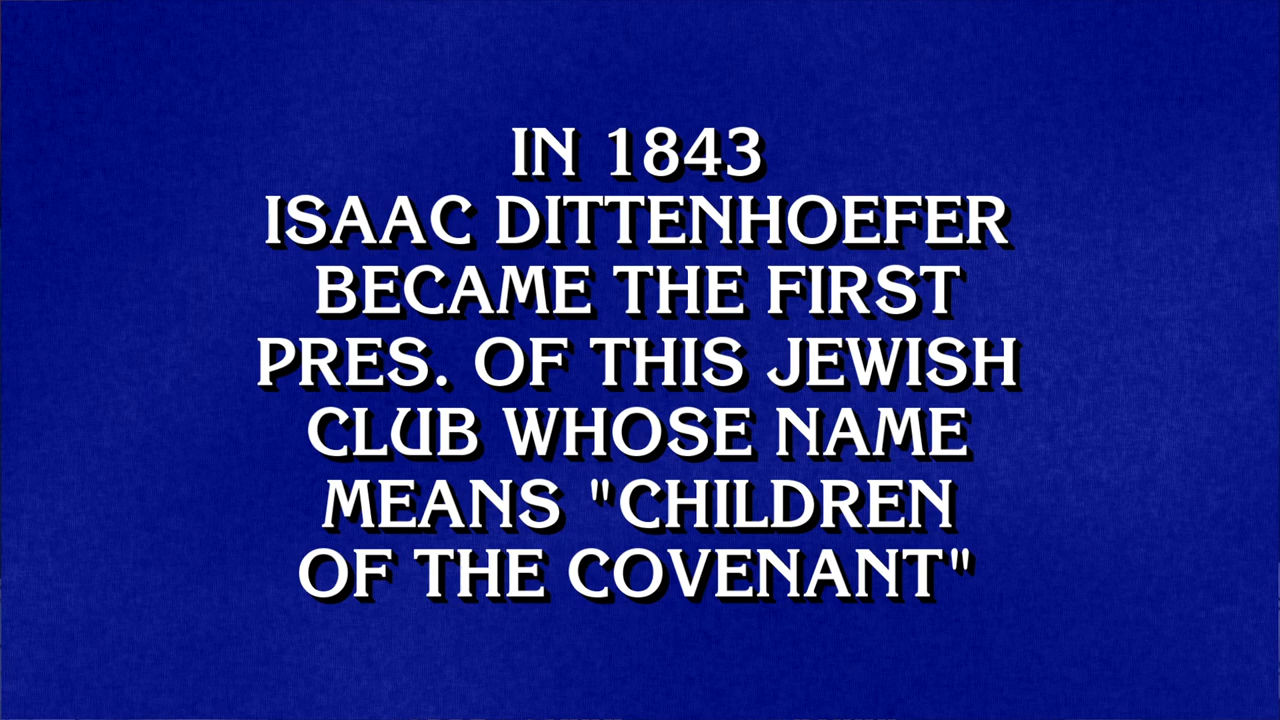 IN 1843
ISAAC DITTENHOEFER
BECAME THE FIRST
PRES. OF THIS JEWISH
CLUB WHOSE NAME
MEANS "CHILDREN
OF THE COVENANT"